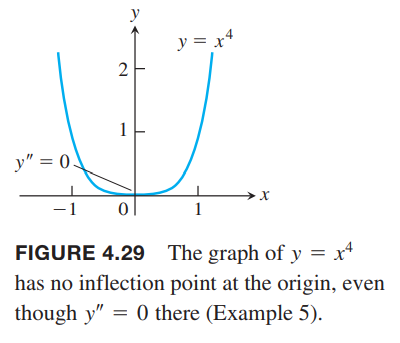 y
y = x⁴
2
1
y″ = 0
x
−1 0 1
FIGURE 4.29 The graph of y = x⁴
has no inflection point at the origin, even
though y″ = 0 there (Example 5).